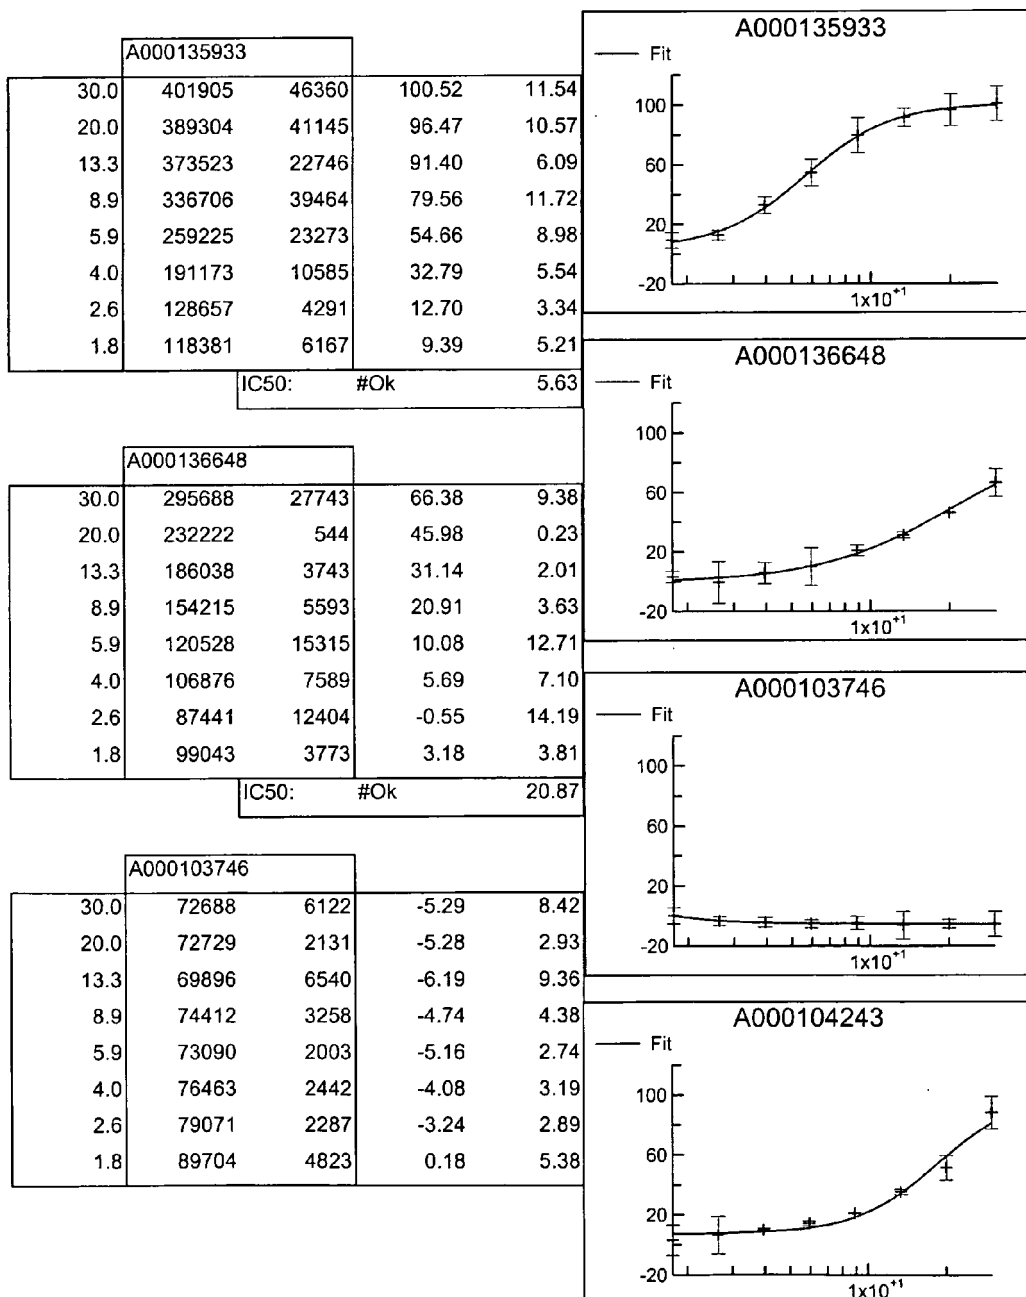 A000135933
30.0 401905 46360 100.52 11.54
20.0 389304 41145 96.47 10.57
13.3 373523 22746 91.40 6.09
8.9 336706 39464 79.56 11.72
5.9 259225 23273 54.66 8.98
4.0 191173 10585 32.79 5.54
2.6 128657 4291 12.70 3.34
1.8 118381 6167 9.39 5.21
IC50: #Ok 5.63
A000135933
Fit
100
60
20
-20
1x10+1
A000136648
30.0 295688 27743 66.38 9.38
20.0 232222 544 45.98 0.23
13.3 186038 3743 31.14 2.01
8.9 154215 5593 20.91 3.63
5.9 120528 15315 10.08 12.71
4.0 106876 7589 5.69 7.10
2.6 87441 12404 -0.55 14.19
1.8 99043 3773 3.18 3.81
IC50: #Ok 20.87
A000136648
Fit
100
60
20
-20
1x10+1
A000103746
30.0 72688 6122 -5.29 8.42
20.0 72729 2131 -5.28 2.93
13.3 69896 6540 -6.19 9.36
8.9 74412 3258 -4.74 4.38
5.9 73090 2003 -5.16 2.74
4.0 76463 2442 -4.08 3.19
2.6 79071 2287 -3.24 2.89
1.8 89704 4823 0.18 5.38
A000103746
Fit
100
60
20
-20
1x10+1
A000104243
Fit
100
60
20
-20
1x10+1